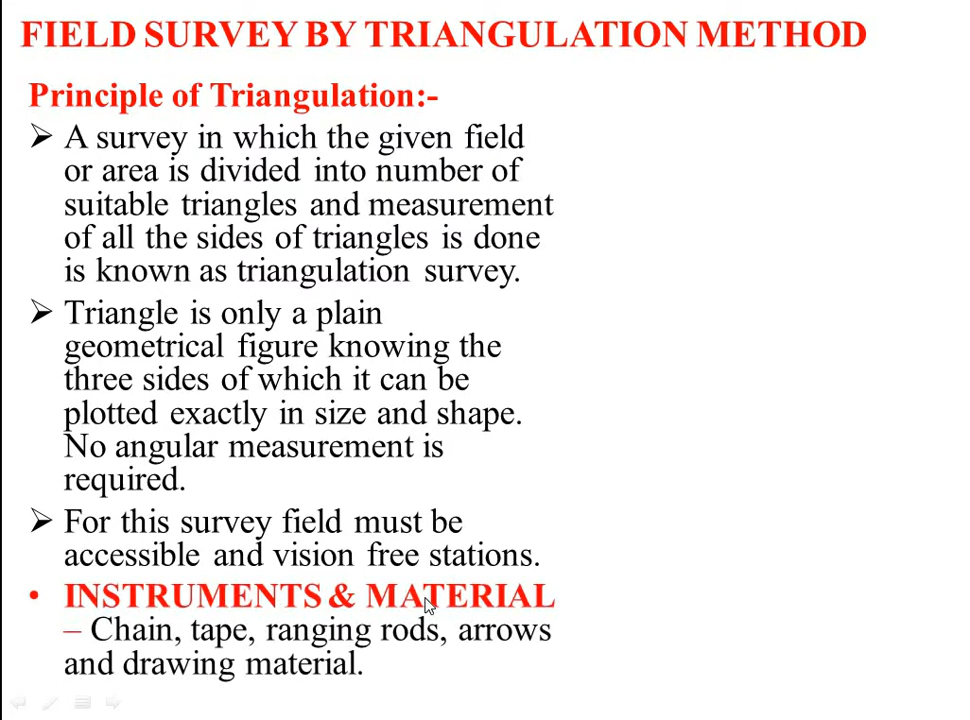 FIELD SURVEY BY TRIANGULATION METHOD
Principle of Triangulation:-
➢ A survey in which the given field
or area is divided into number of
suitable triangles and measurement
of all the sides of triangles is done
is known as triangulation survey.
➢ Triangle is only a plain
geometrical figure knowing the
three sides of which it can be
plotted exactly in size and shape.
No angular measurement is
required.
➢ For this survey field must be
accessible and vision free stations.
• INSTRUMENTS & MATERIAL
– Chain, tape, ranging rods, arrows
and drawing material.